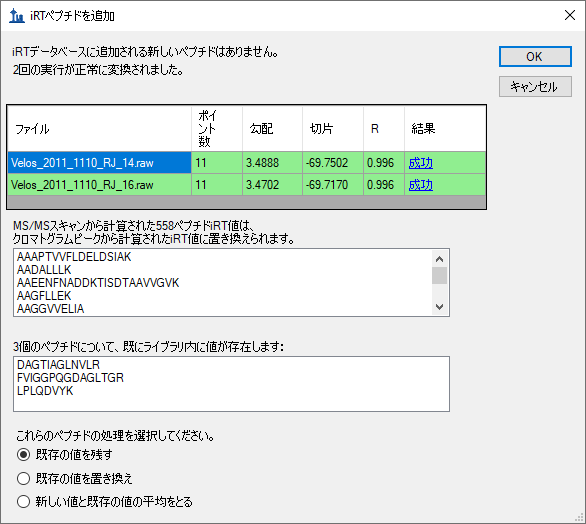 iRTペプチドを追加
iRTデータベースに追加される新しいペプチドはありません。
2回の実行が正常に変換されました。
OK
キャンセル
ファイル ポイント数 勾配 切片 R 結果
Velos_2011_1110_RJ_14.raw 11 3.4888 -69.7502 0.996 成功
Velos_2011_1110_RJ_16.raw 11 3.4702 -69.7170 0.996 成功
MS/MSスキャンから計算された558ペプチドiRT値は、
クロマトグラムピークから計算されたiRT値に置き換えられます。
AAAPTVVFLDELDSIAK
AADALLLK
AAEENFNADDKTISDTAAVVGVK
AAGFLLEK
AAGGVVELIA
3個のペプチドについて、既にライブラリ内に値が存在します:
DAGTIAGLNVLR
FVIGGPQGDAGLTGR
LPLQDVYK
これらのペプチドの処理を選択してください。
既存の値を残す
既存の値を置き換え
新しい値と既存の値の平均をとる